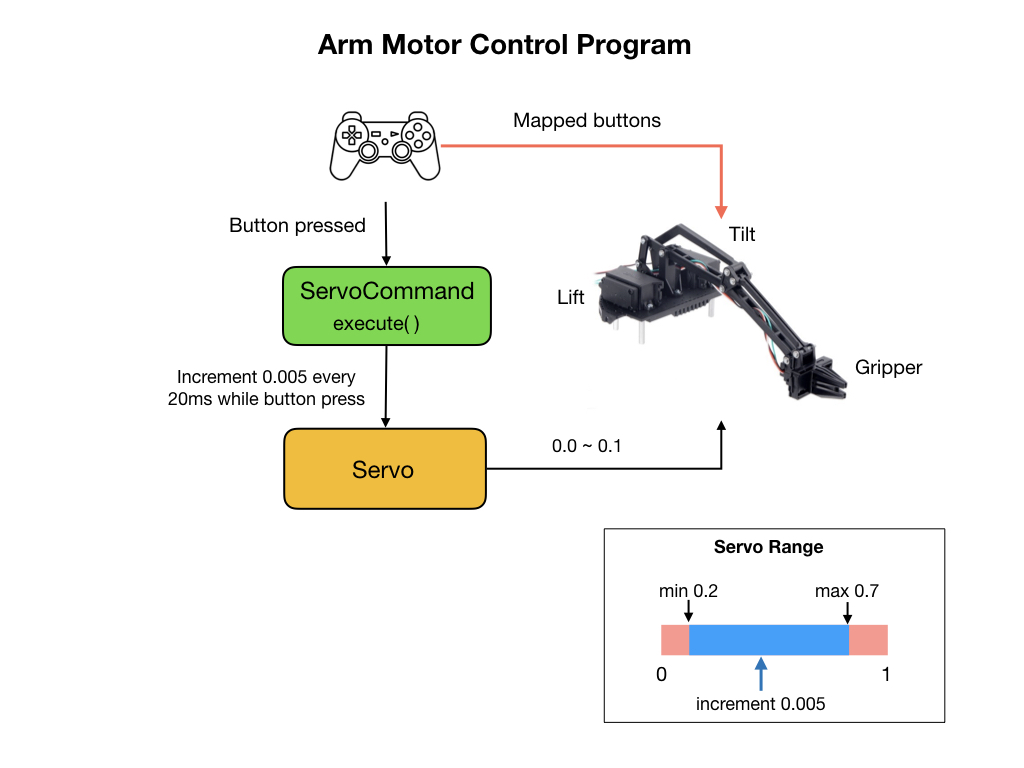 Arm Motor Control Program
Mapped buttons
Button pressed
Tilt
ServoCommand
execute( )
Lift
Increment 0.005 every
20ms while button press
Gripper
Servo
0.0 ~ 0.1
Servo Range
min 0.2
max 0.7
0
1
increment 0.005